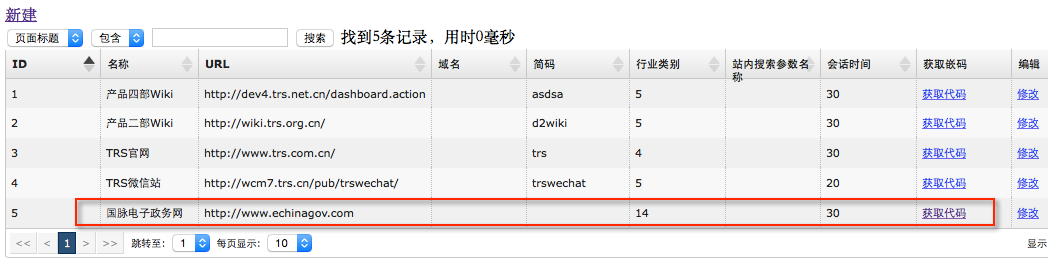 新建
页面标题 包含 搜索 找到5条记录，用时0毫秒
ID 名称 URL 域名 简码 行业类别 站内搜索参数名称 会话时间 获取嵌码 编辑
1 产品四部Wiki http://dev4.trs.net.cn/dashboard.action asdsa 5 30 获取代码 修改
2 产品二部Wiki http://wiki.trs.org.cn/ d2wiki 5 30 获取代码 修改
3 TRS官网 http://www.trs.com.cn/ trs 4 30 获取代码 修改
4 TRS微信站 http://wcm7.trs.cn/pub/trswechat/ trswechat 5 20 获取代码 修改
5 国脉电子政务网 http://www.echinagov.com 14 30 获取代码 修改
<< < 1 > >> 跳转至： 1 每页显示： 10 显示